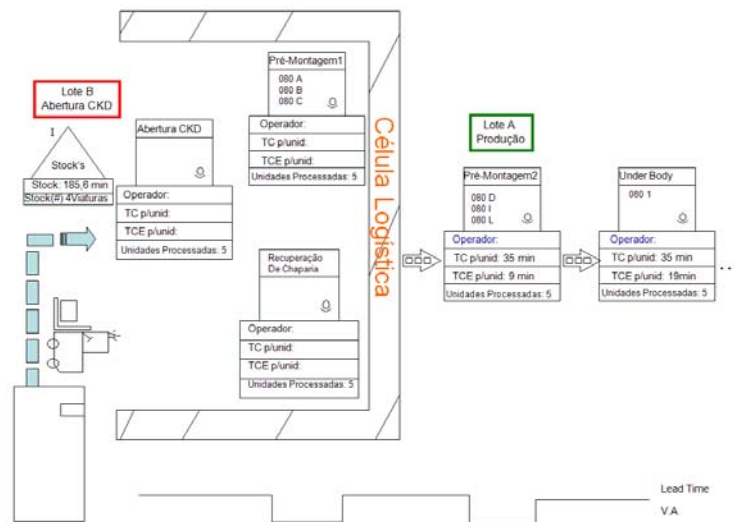 Lote B
Abertura CKD
I
Stock's
Stock: 185,6 min
Stock(#) 4Viaturas
Abertura CKD
Operador:
TC p/unid:
TCE p/unid:
Unidades Processadas: 5
Pré-Montagem1
080 A
080 B
080 C
Operador:
TC p/unid:
TCE p/unid:
Unidades Processadas: 5
Recuperação
De Chaparia
Operador:
TC p/unid:
TCE p/unid:
Unidades Processadas: 5
Célula Logística
Lote A
Produção
Pré-Montagem2
080 D
080 I
080 L
Operador:
TC p/unid: 35 min
TCE p/unid: 9 min
Unidades Processadas: 5
Under Body
080 1
Operador:
TC p/unid: 35 min
TCE p/unid: 19min
Unidades Processadas: 5
..
Lead Time
V.A